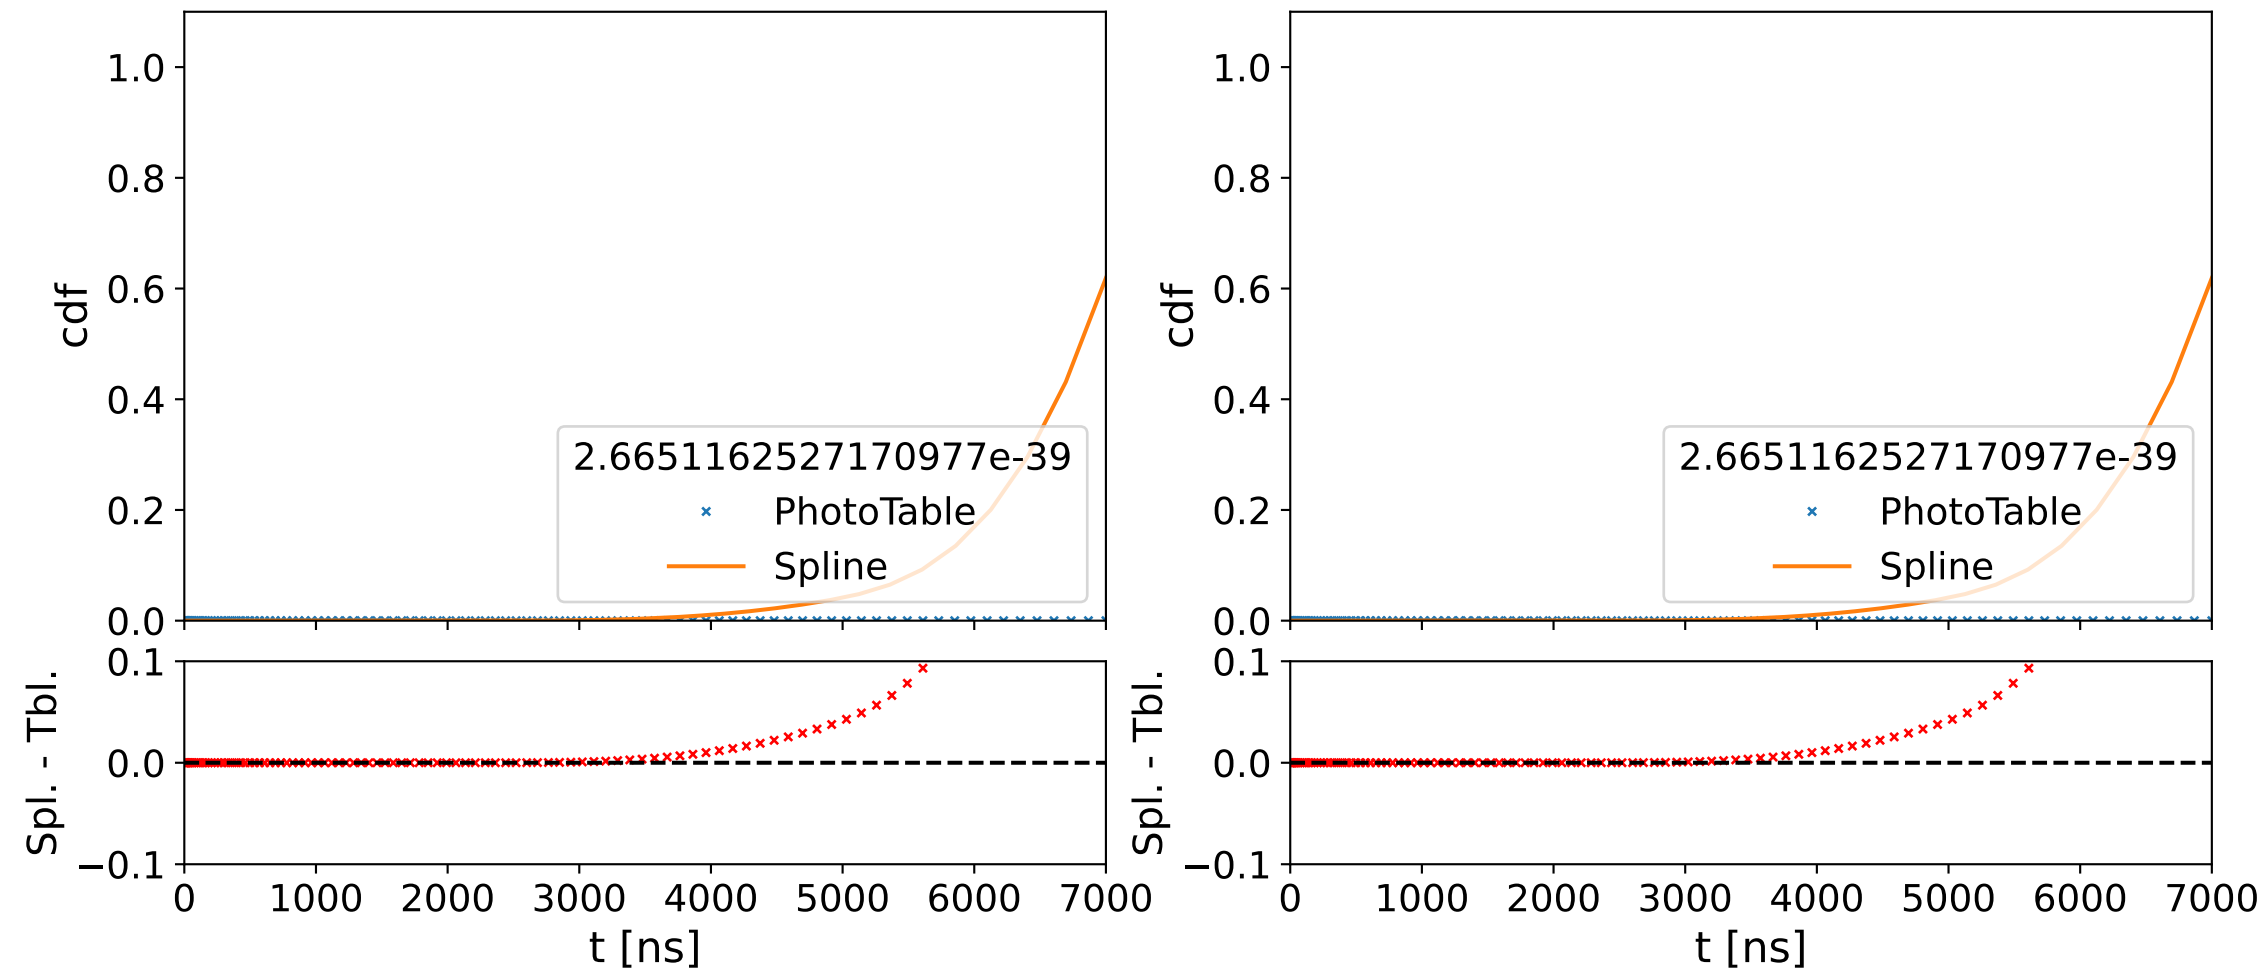 cdf
1.0
0.8
0.6
0.4
0.2
0.0
2.6651162527170977e-39
PhotoTable
Spline
Spl. - Tbl.
0.1
0.0
−0.1
0 1000 2000 3000 4000 5000 6000 7000
t [ns]
cdf
1.0
0.8
0.6
0.4
0.2
0.0
2.6651162527170977e-39
PhotoTable
Spline
Spl. - Tbl.
0.1
0.0
−0.1
0 1000 2000 3000 4000 5000 6000 7000
t [ns]